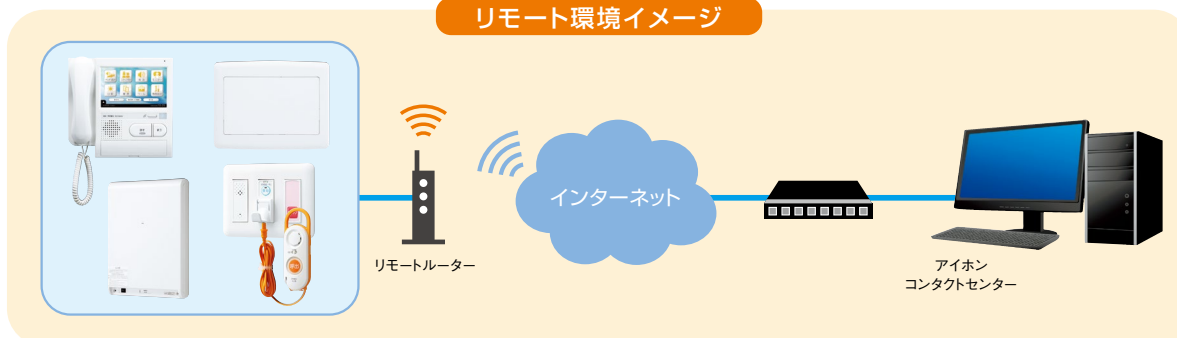 リモート環境イメージ
インターネット
リモートルーター
アイホン
コンタクトセンター